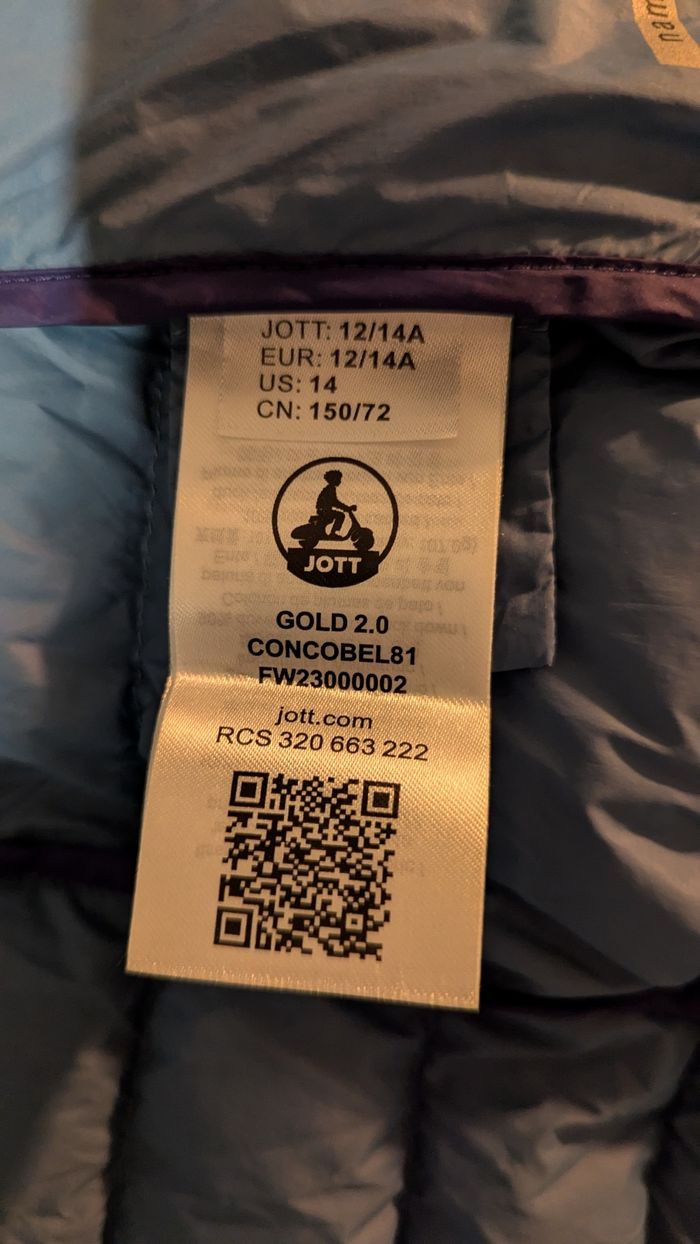 nam
JOTT: 12/14A
EUR: 12/14A
US: 14
CN: 150/72
JOTT
GOLD 2.0
CONCOBEL81
FW23000002
jott.com
RCS 320 663 222